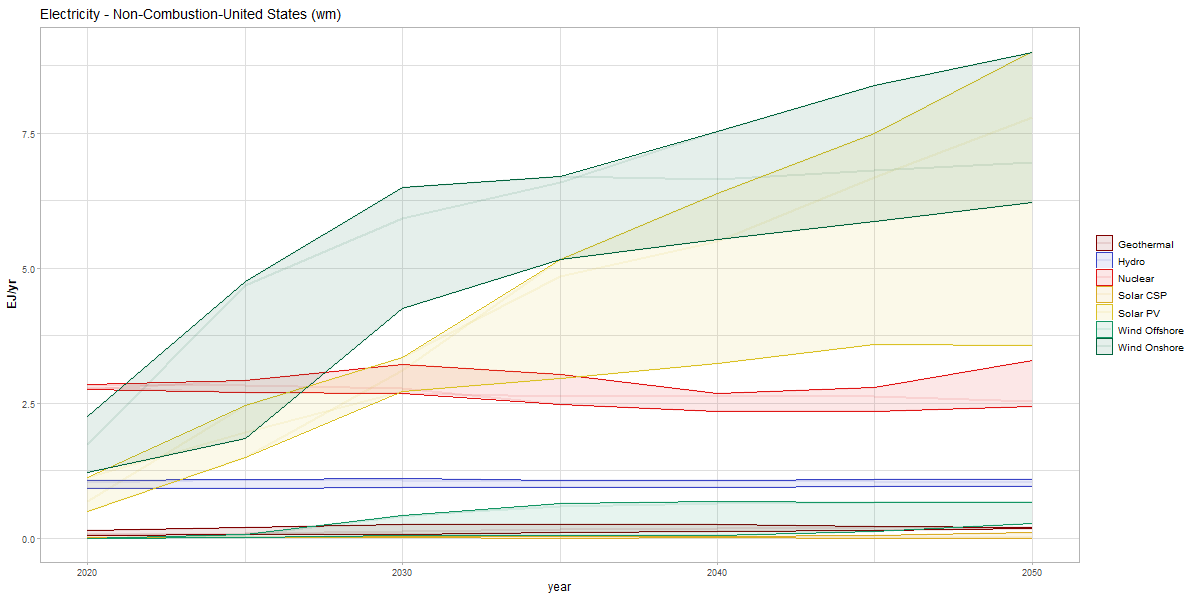 Electricity - Non-Combustion-United States (wm)
EJ/yr
7.5
5.0
2.5
0.0
2020
2030
2040
2050
year
Geothermal
Hydro
Nuclear
Solar CSP
Solar PV
Wind Offshore
Wind Onshore